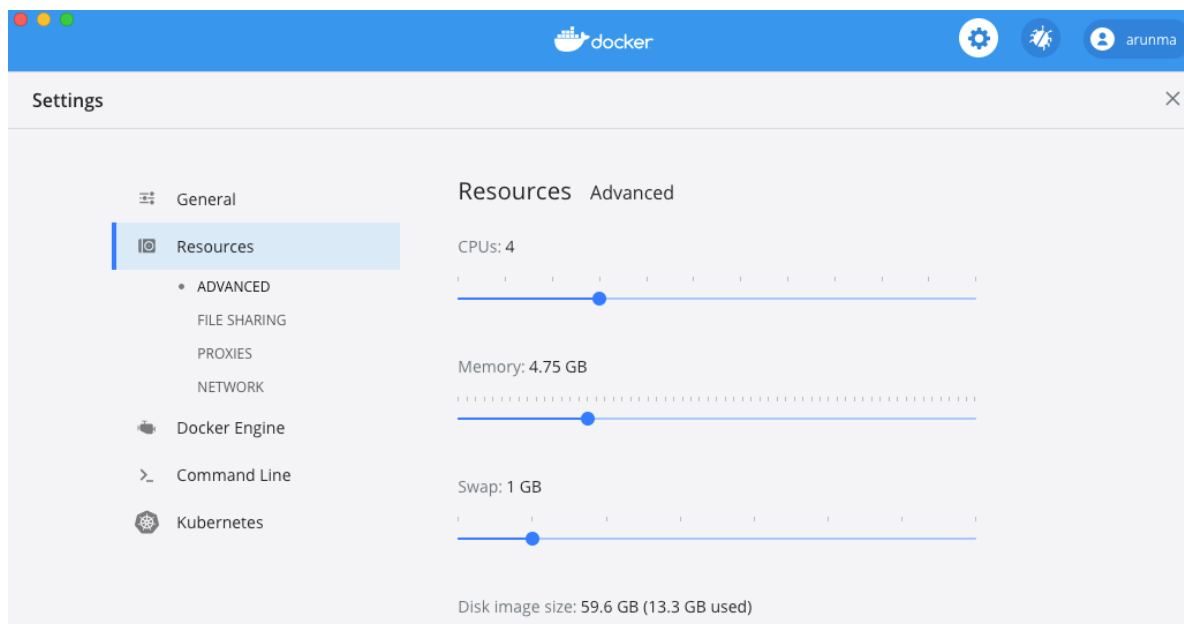 docker
arunma
Settings
General
Resources
ADVANCED
FILE SHARING
PROXIES
NETWORK
Docker Engine
Command Line
Kubernetes
Resources Advanced
CPUs: 4
Memory: 4.75 GB
Swap: 1 GB
Disk image size: 59.6 GB (13.3 GB used)